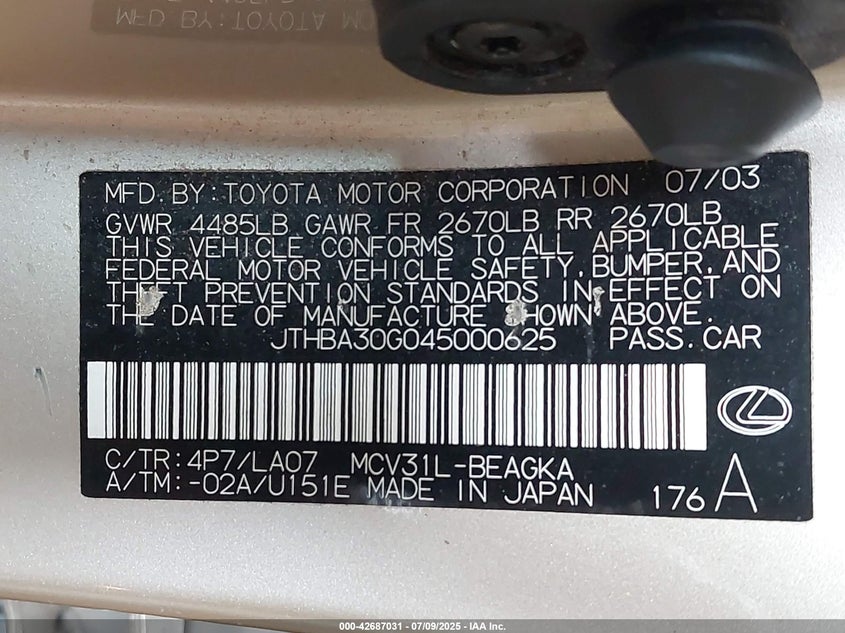 MFD BY: TOYOTA MOTOR CORPORATION 07/03
GVWR 4485LB GAWR FR 2670LB RR 2670LB
THIS VEHICLE CONFORMS TO ALL APPLICABLE
FEDERAL MOTOR VEHICLE SAFETY, BUMPER, AND
THEFT PREVENTION STANDARDS IN EFFECT ON
THE DATE OF MANUFACTURE SHOWN ABOVE.
JTHBA30G045000625 PASS. CAR
C/TR: 4P7/LA07 MCV31L-BEAGKA
A/TM: -02A/U151E MADE IN JAPAN 176 A
000-42687031 / 07/09/2025 - IAA Inc.